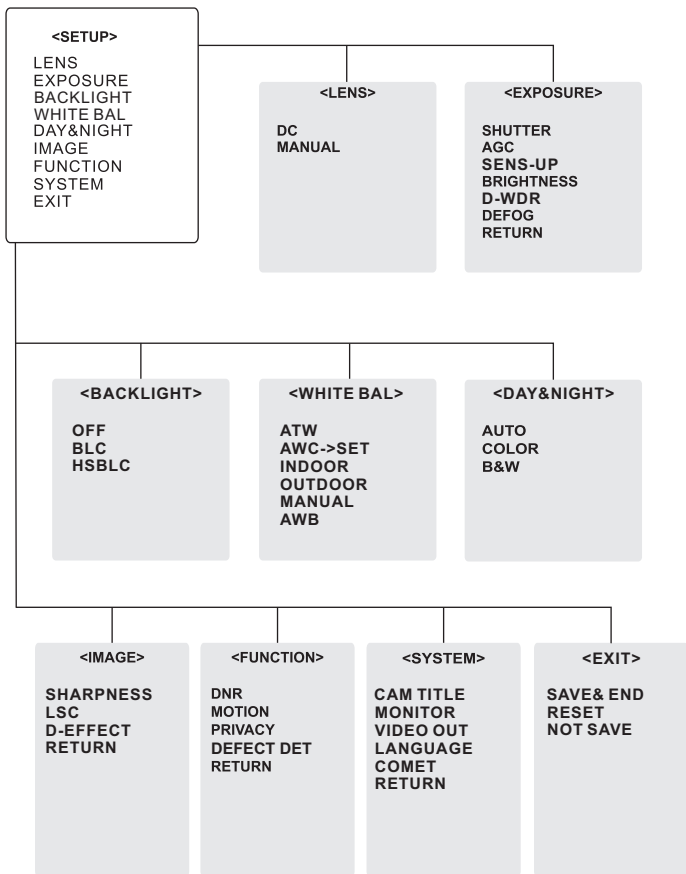 <SETUP>
LENS
EXPOSURE
BACKLIGHT
WHITE BAL
DAY&NIGHT
IMAGE
FUNCTION
SYSTEM
EXIT
<LENS>
DC
MANUAL
<EXPOSURE>
SHUTTER
AGC
SENS-UP
BRIGHTNESS
D-WDR
DEFOG
RETURN
<BACKLIGHT>
OFF
BLC
HSBLC
<WHITE BAL>
ATW
AWC->SET
INDOOR
OUTDOOR
MANUAL
AWB
<DAY&NIGHT>
AUTO
COLOR
B&W
<IMAGE>
SHARPNESS
LSC
D-EFFECT
RETURN
<FUNCTION>
DNR
MOTION
PRIVACY
DEFECT DET
RETURN
<SYSTEM>
CAM TITLE
MONITOR
VIDEO OUT
LANGUAGE
COMET
RETURN
<EXIT>
SAVE& END
RESET
NOT SAVE